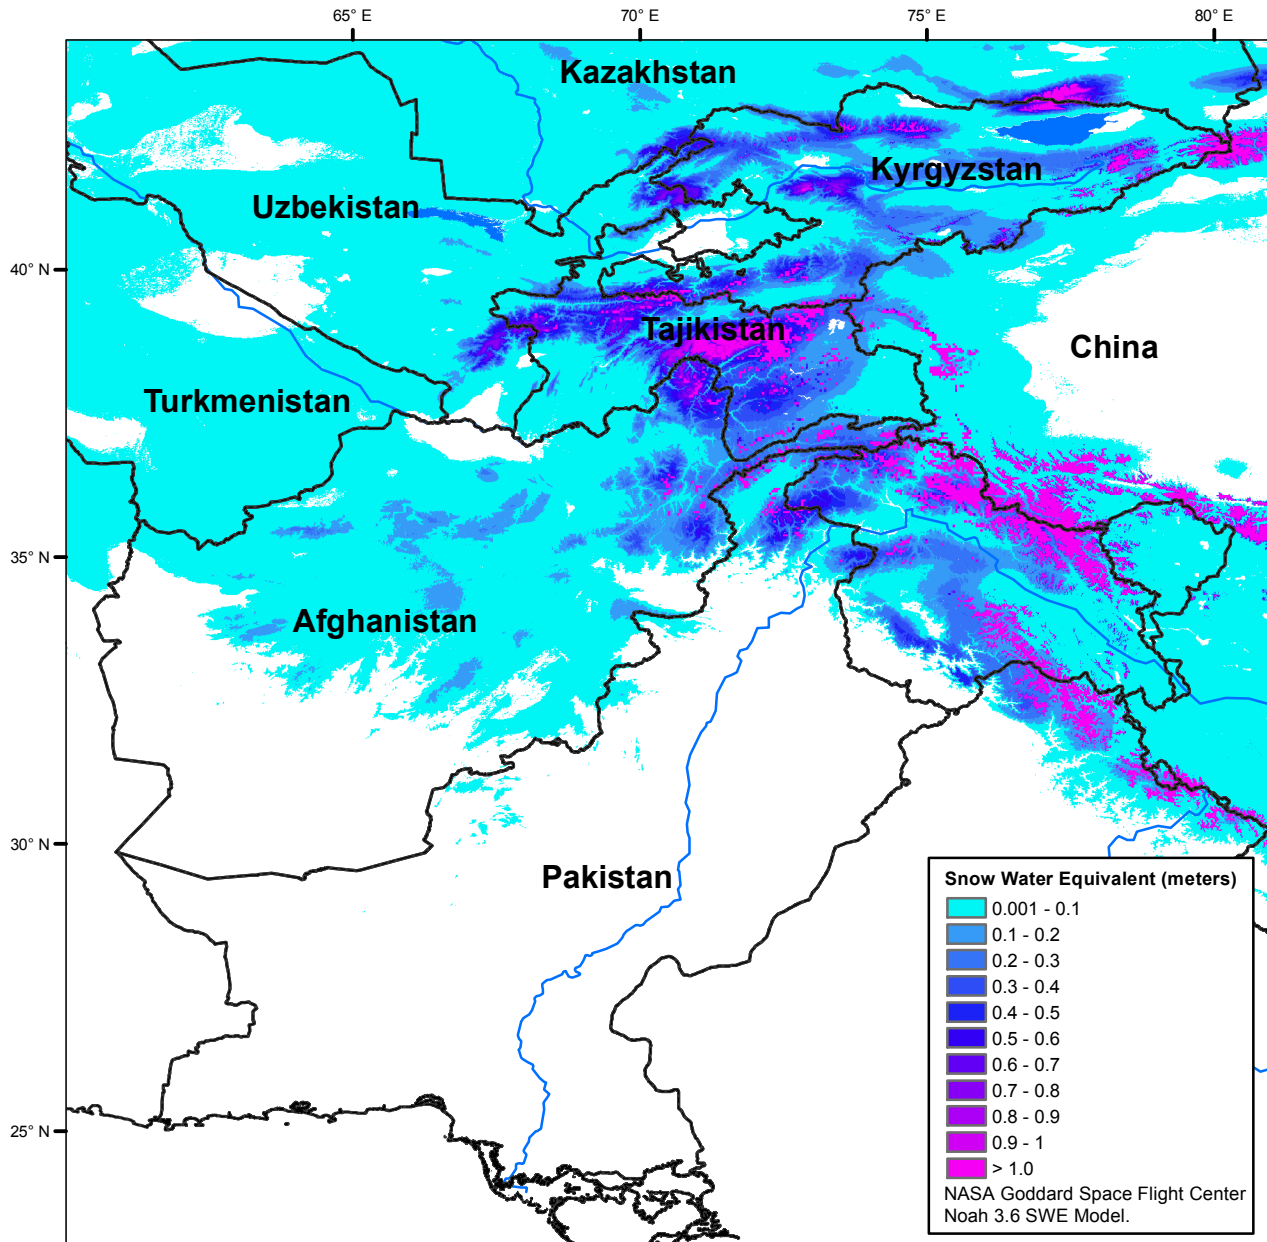 65° E
70° E
75° E
80° E
Kazakhstan
Kyrgyzstan
Uzbekistan
40° N
Tajikistan
China
Turkmenistan
35° N
Afghanistan
30° N
Pakistan
25° N
Snow Water Equivalent (meters)
0.001 - 0.1
0.1 - 0.2
0.2 - 0.3
0.3 - 0.4
0.4 - 0.5
0.5 - 0.6
0.6 - 0.7
0.7 - 0.8
0.8 - 0.9
0.9 - 1
> 1.0
NASA Goddard Space Flight Center
Noah 3.6 SWE Model.